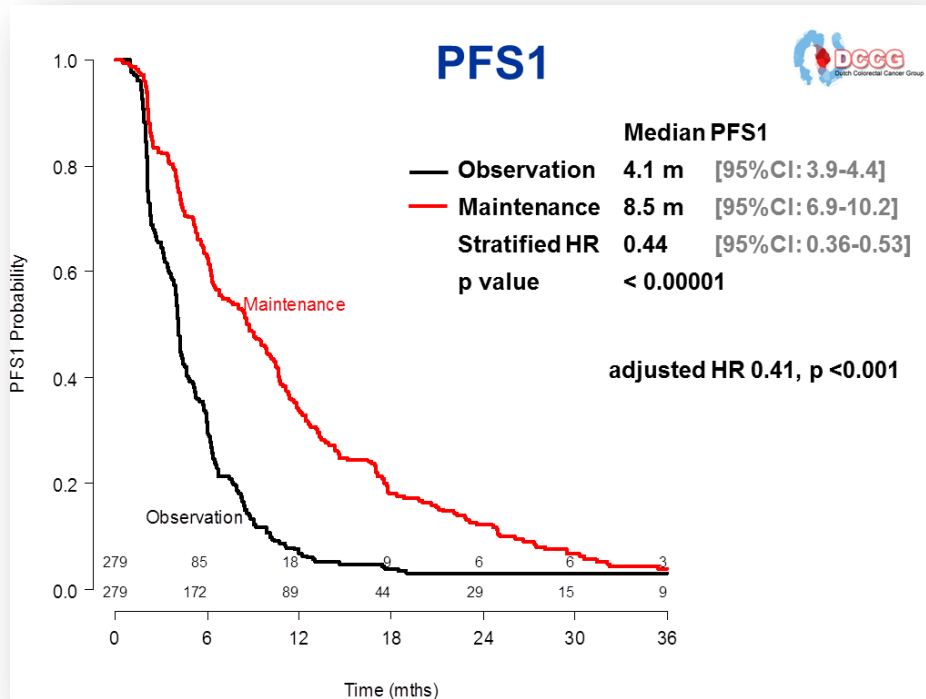 PFS1
DCCG
Dutch Colorectal Cancer Group
Median PFS1
Observation 4.1 m [95%CI: 3.9-4.4]
Maintenance 8.5 m [95%CI: 6.9-10.2]
Stratified HR 0.44 [95%CI: 0.36-0.53]
p value < 0.00001
adjusted HR 0.41, p <0.001
PFS1 Probability
1.0
0.8
0.6
0.4
0.2
0.0
Maintenance
Observation
279 85 18 9 6 6 3
279 172 89 44 29 15 9
0 6 12 18 24 30 36
Time (mths)